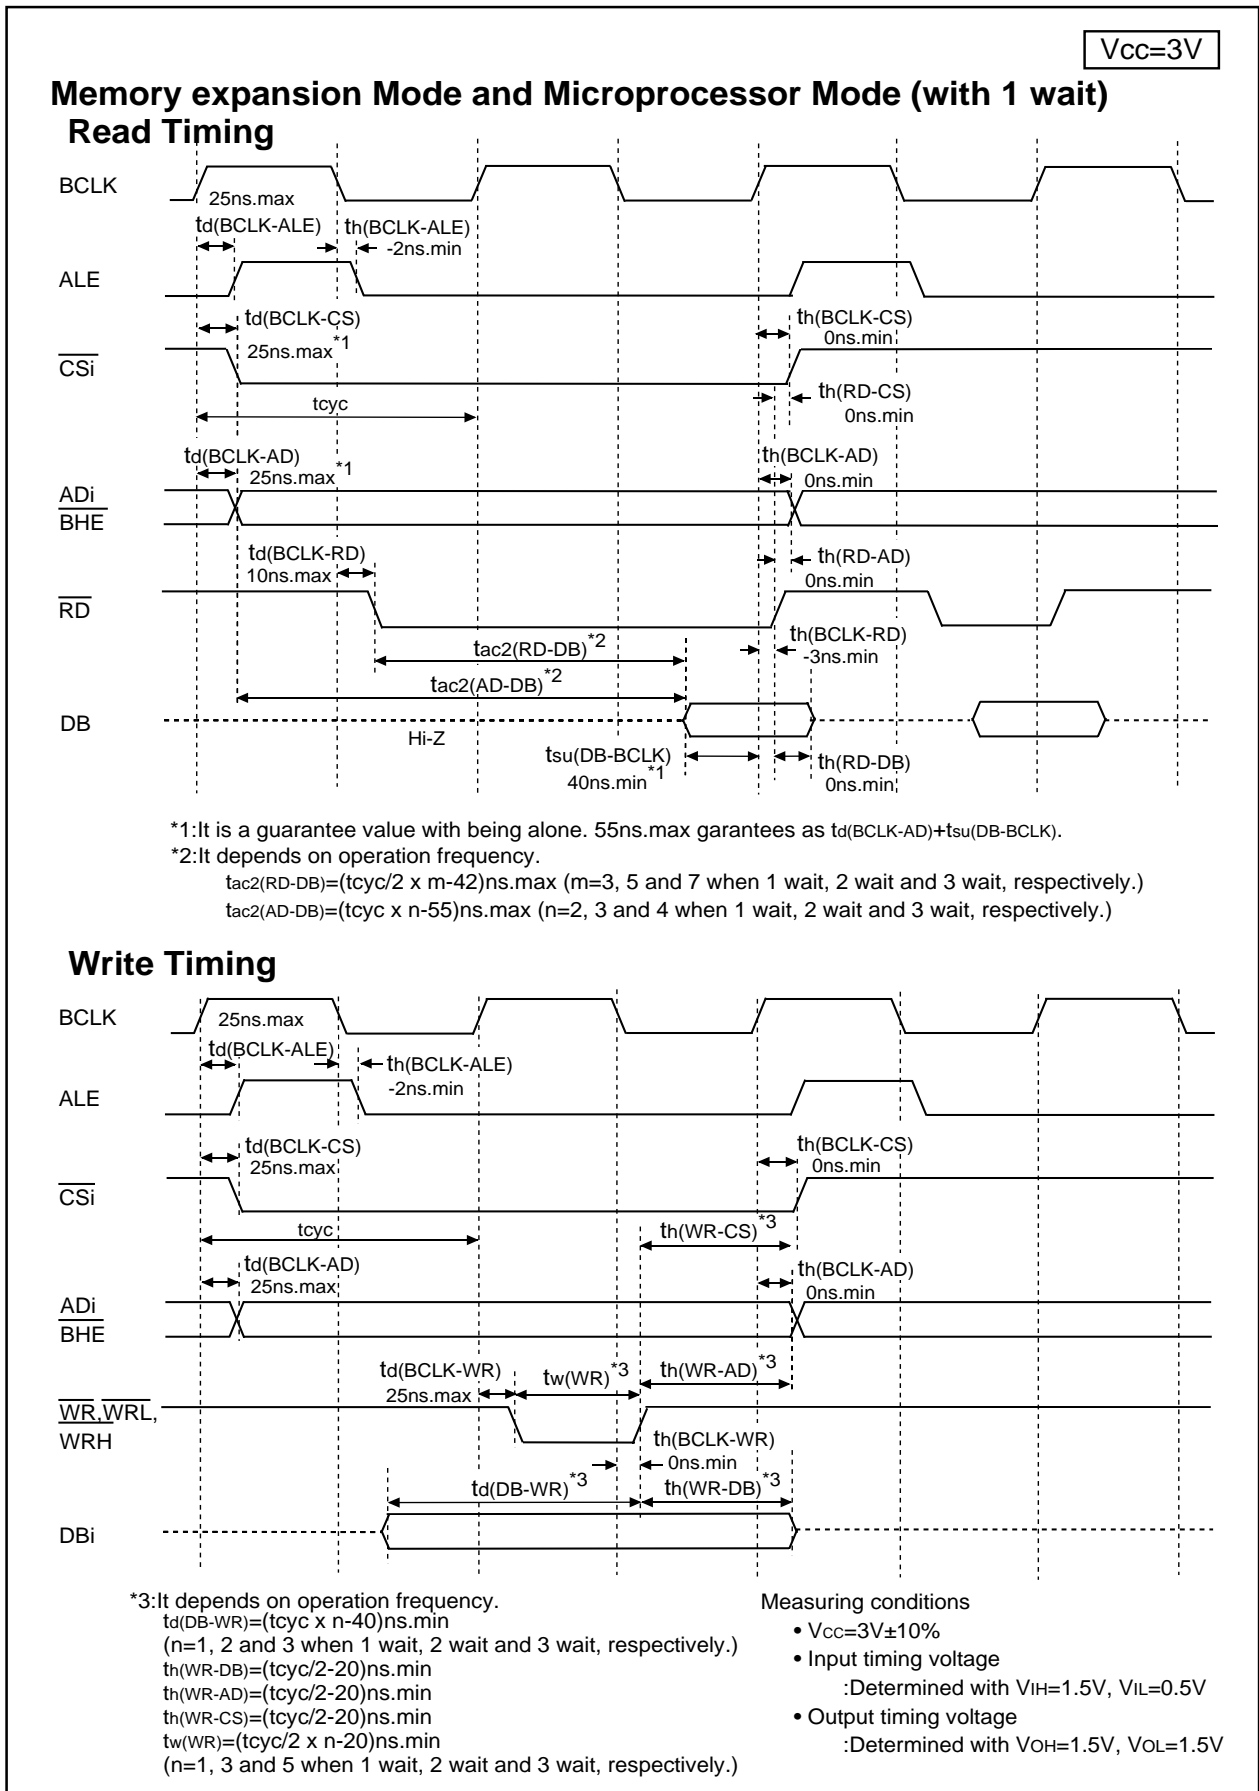 Vcc=3V
Memory expansion Mode and Microprocessor Mode (with 1 wait)
Read Timing
BCLK
25ns.max
td(BCLK-ALE)
th(BCLK-ALE)
-2ns.min
ALE
td(BCLK-CS)
25ns.max*1
th(BCLK-CS)
0ns.min
CSi
tcyc
th(RD-CS)
0ns.min
td(BCLK-AD)
25ns.max*1
th(BCLK-AD)
0ns.min
ADi
BHE
td(BCLK-RD)
10ns.max
th(RD-AD)
0ns.min
RD
tac2(RD-DB)*2
th(BCLK-RD)
-3ns.min
tac2(AD-DB)*2
DB
Hi-Z
tsu(DB-BCLK)
40ns.min*1
th(RD-DB)
0ns.min
*1:It is a guarantee value with being alone. 55ns.max garantees as td(BCLK-AD)+tsu(DB-BCLK).
*2:It depends on operation frequency.
tac2(RD-DB)=(tcyc/2 x m-42)ns.max (m=3, 5 and 7 when 1 wait, 2 wait and 3 wait, respectively.)
tac2(AD-DB)=(tcyc x n-55)ns.max (n=2, 3 and 4 when 1 wait, 2 wait and 3 wait, respectively.)
Write Timing
BCLK
25ns.max
td(BCLK-ALE)
th(BCLK-ALE)
-2ns.min
ALE
td(BCLK-CS)
25ns.max
th(BCLK-CS)
0ns.min
CSi
tcyc
th(WR-CS)*3
td(BCLK-AD)
25ns.max
th(BCLK-AD)
0ns.min
ADi
BHE
td(BCLK-WR)
25ns.max
tw(WR)*3
th(WR-AD)*3
WR,WRL,
WRH
th(BCLK-WR)
0ns.min
td(DB-WR)*3
th(WR-DB)*3
DBi
*3:It depends on operation frequency.
td(DB-WR)=(tcyc x n-40)ns.min
(n=1, 2 and 3 when 1 wait, 2 wait and 3 wait, respectively.)
th(WR-DB)=(tcyc/2-20)ns.min
th(WR-AD)=(tcyc/2-20)ns.min
th(WR-CS)=(tcyc/2-20)ns.min
tw(WR)=(tcyc/2 x n-20)ns.min
(n=1, 3 and 5 when 1 wait, 2 wait and 3 wait, respectively.)
Measuring conditions
• VCC=3V±10%
• Input timing voltage
:Determined with VIH=1.5V, VIL=0.5V
• Output timing voltage
:Determined with VOH=1.5V, VOL=1.5V